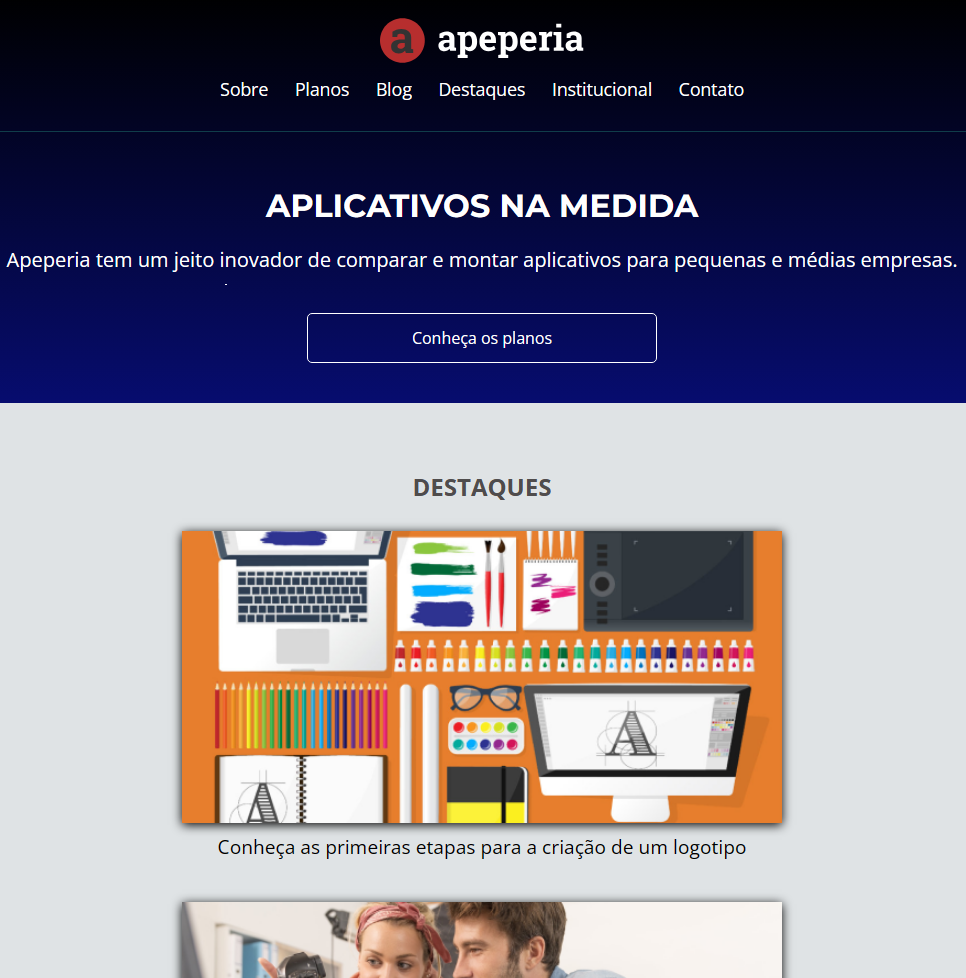 a apeperia
Sobre Planos Blog Destaques Institucional Contato
APLICATIVOS NA MEDIDA
Apeperia tem um jeito inovador de comparar e montar aplicativos para pequenas e médias empresas.
Conheça os planos
DESTAQUES
A
A
Conheça as primeiras etapas para a criação de um logotipo